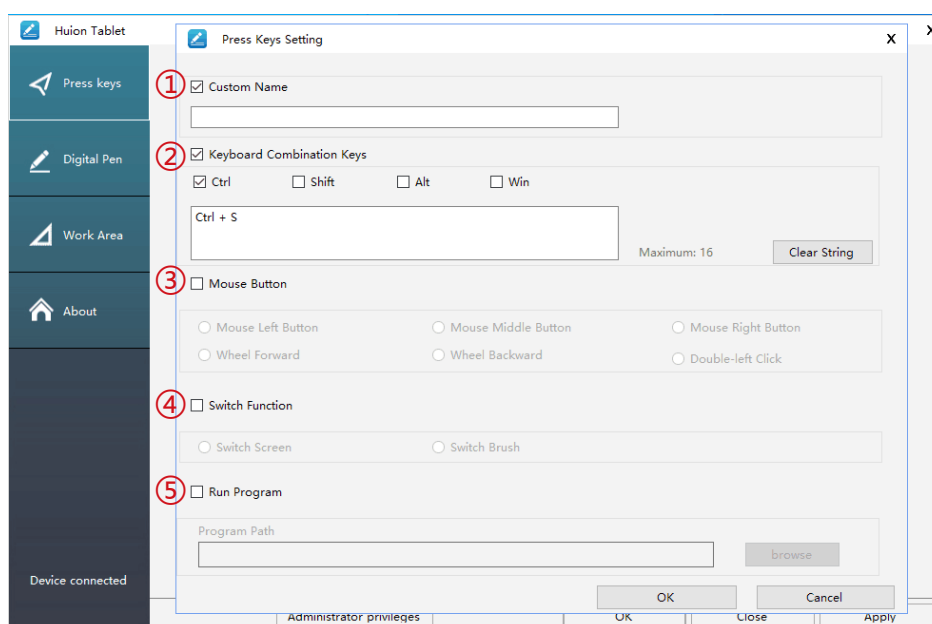 Huion Tablet
X
Press Keys Setting
X
Press keys
Digital Pen
Work Area
About
Device connected
① Custom Name
② Keyboard Combination Keys
Ctrl Shift Alt Win
Ctrl + S
Maximum: 16 Clear String
③ Mouse Button
Mouse Left Button Mouse Middle Button Mouse Right Button
Wheel Forward Wheel Backward Double-left Click
④ Switch Function
Switch Screen Switch Brush
⑤ Run Program
Program Path
browse
OK Cancel
Administrator privileges OK Close Apply